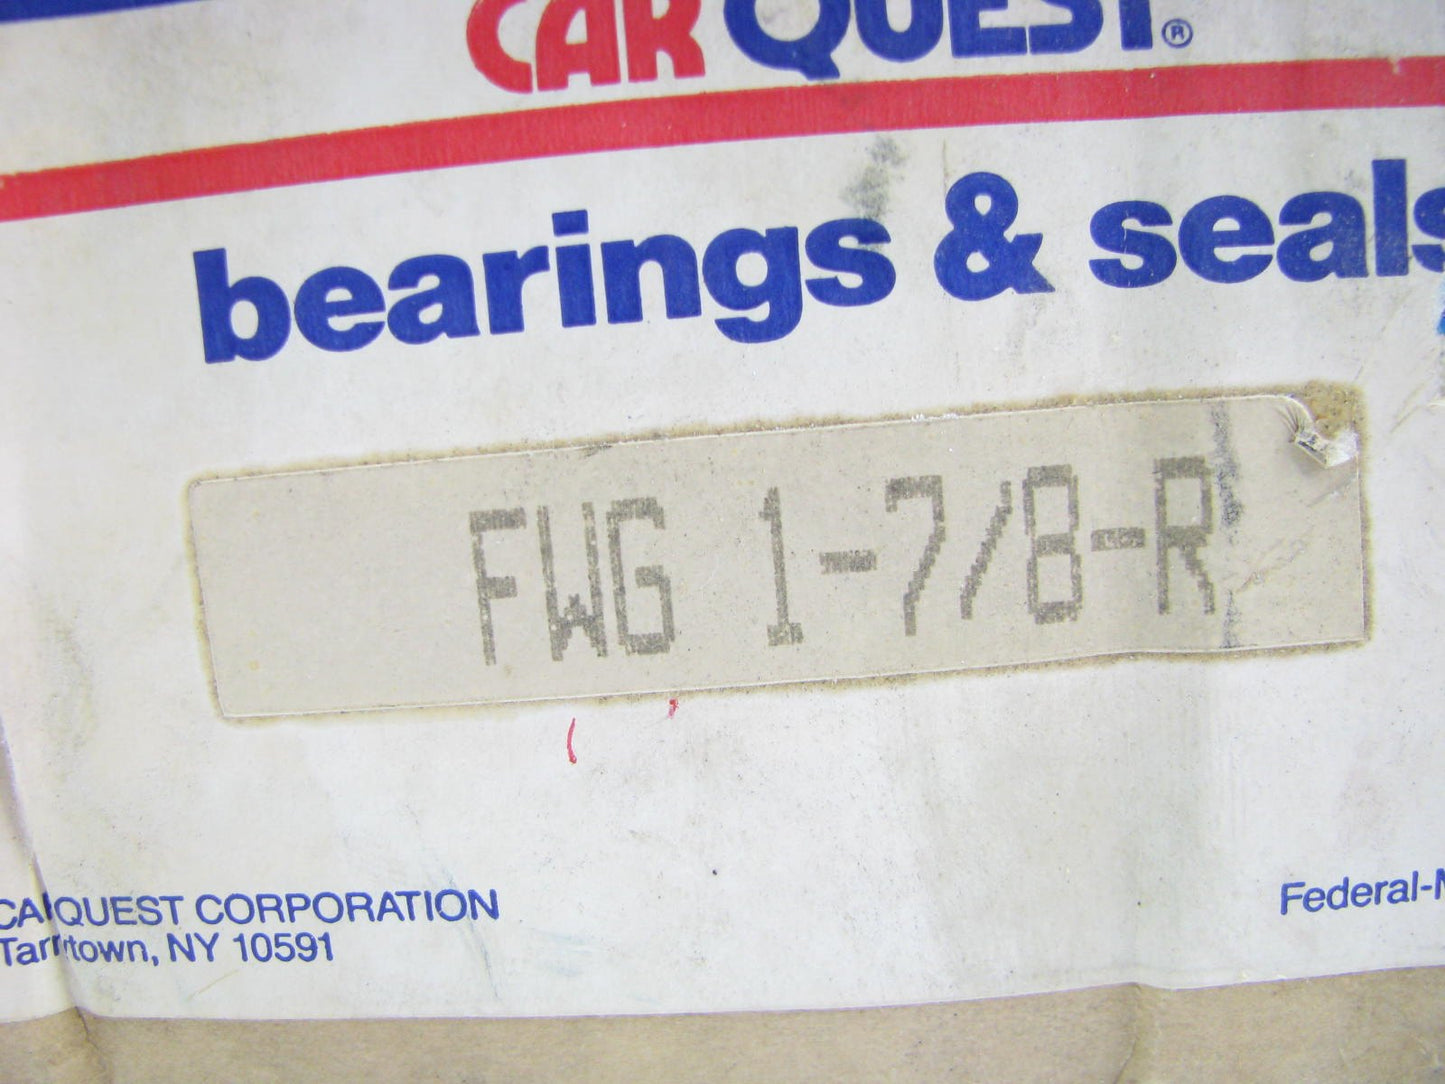 CARQUEST®
bearings & seals
FWG 1-7/8-R
CARQUEST CORPORATION
Tarrytown, NY 10591
Federal-M